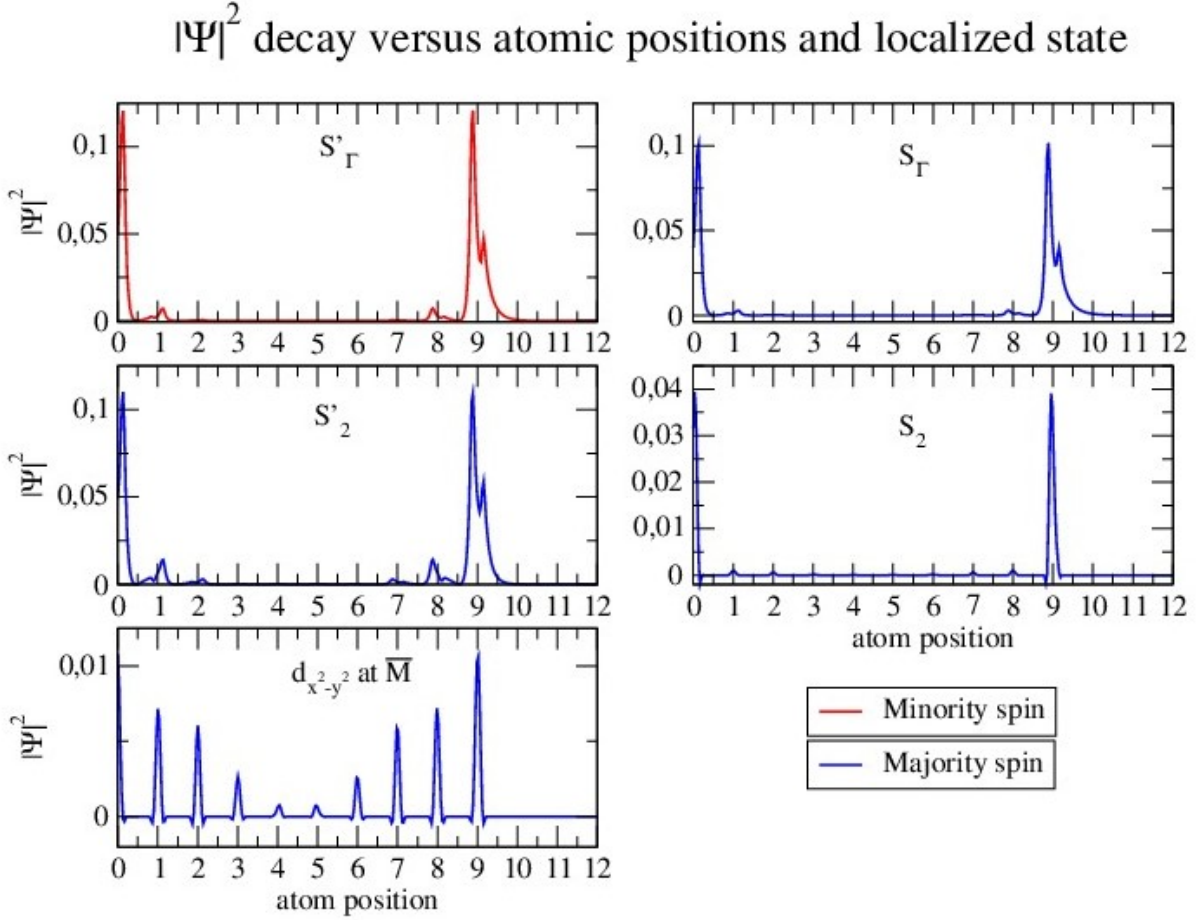 |Ψ|² decay versus atomic positions and localized state
|Ψ|²
0,1
0,05
0
S'Γ
0 1 2 3 4 5 6 7 8 9 10 11 12
0,1
0,05
0
SΓ
0 1 2 3 4 5 6 7 8 9 10 11 12
|Ψ|²
0,1
0,05
0
S'2
0 1 2 3 4 5 6 7 8 9 10 11 12
0,04
0,03
0,02
0,01
0
S2
0 1 2 3 4 5 6 7 8 9 10 11 12
atom position
|Ψ|²
0,01
0
dx²-y² at M̅
0 1 2 3 4 5 6 7 8 9 10 11 12
atom position
Minority spin
Majority spin